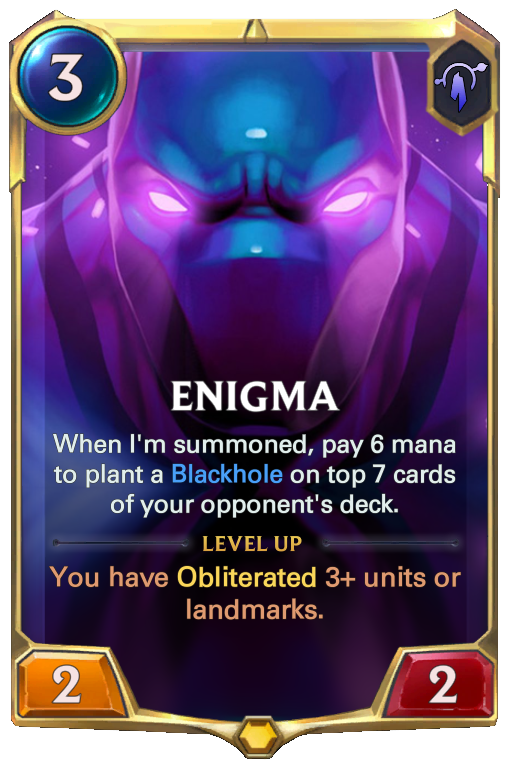 3
ENIGMA
When I'm summoned, pay 6 mana
to plant a Blackhole on top 7 cards
of your opponent's deck.
LEVEL UP
You have Obliterated 3+ units or
landmarks.
2
2